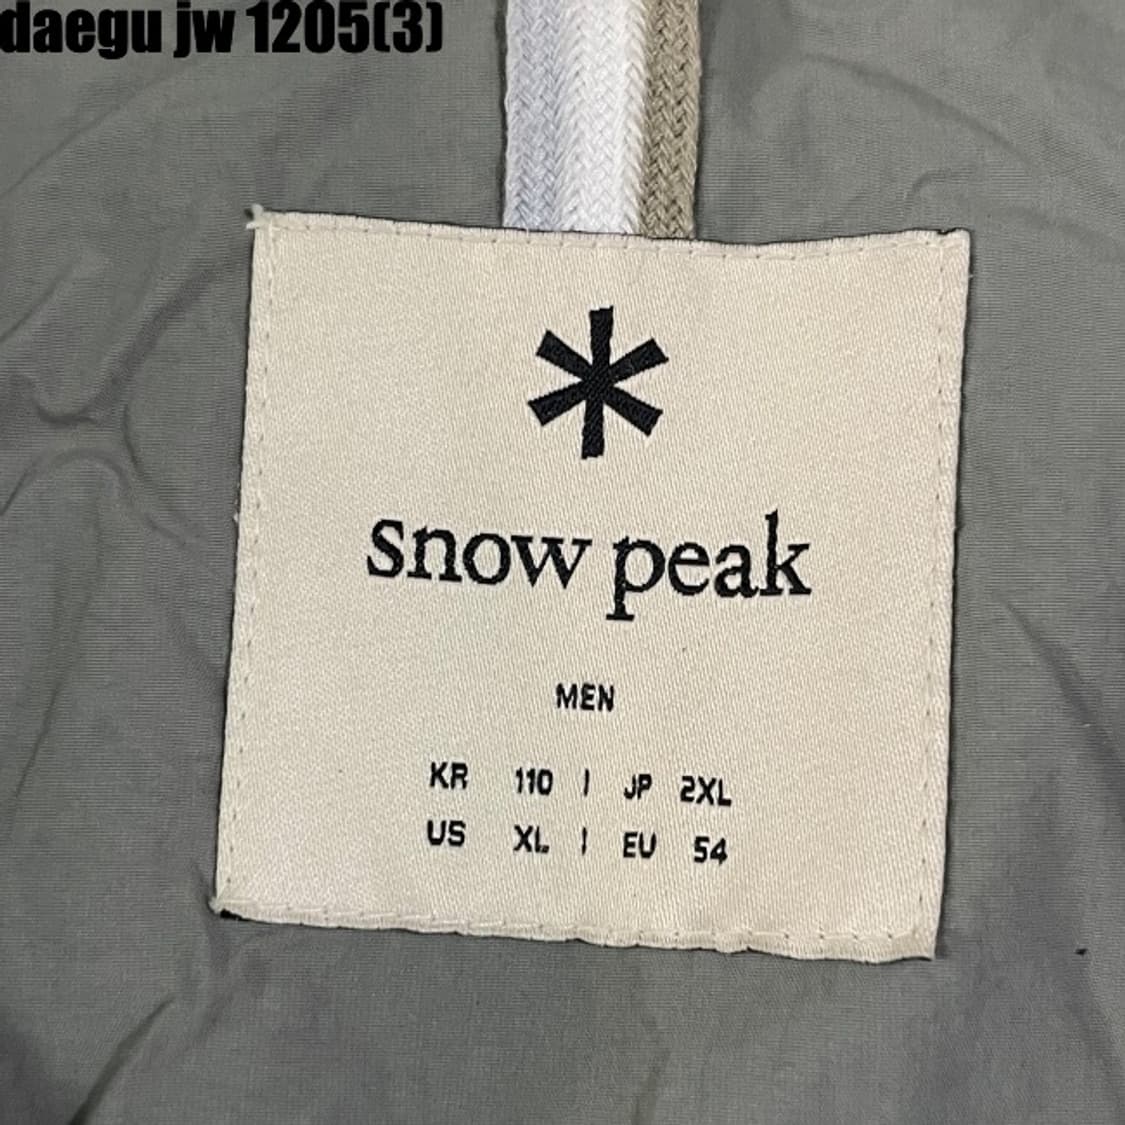 daegu jw 1205(3)
snow peak
MEN
KR 110 | JP 2XL
US XL | EU 54